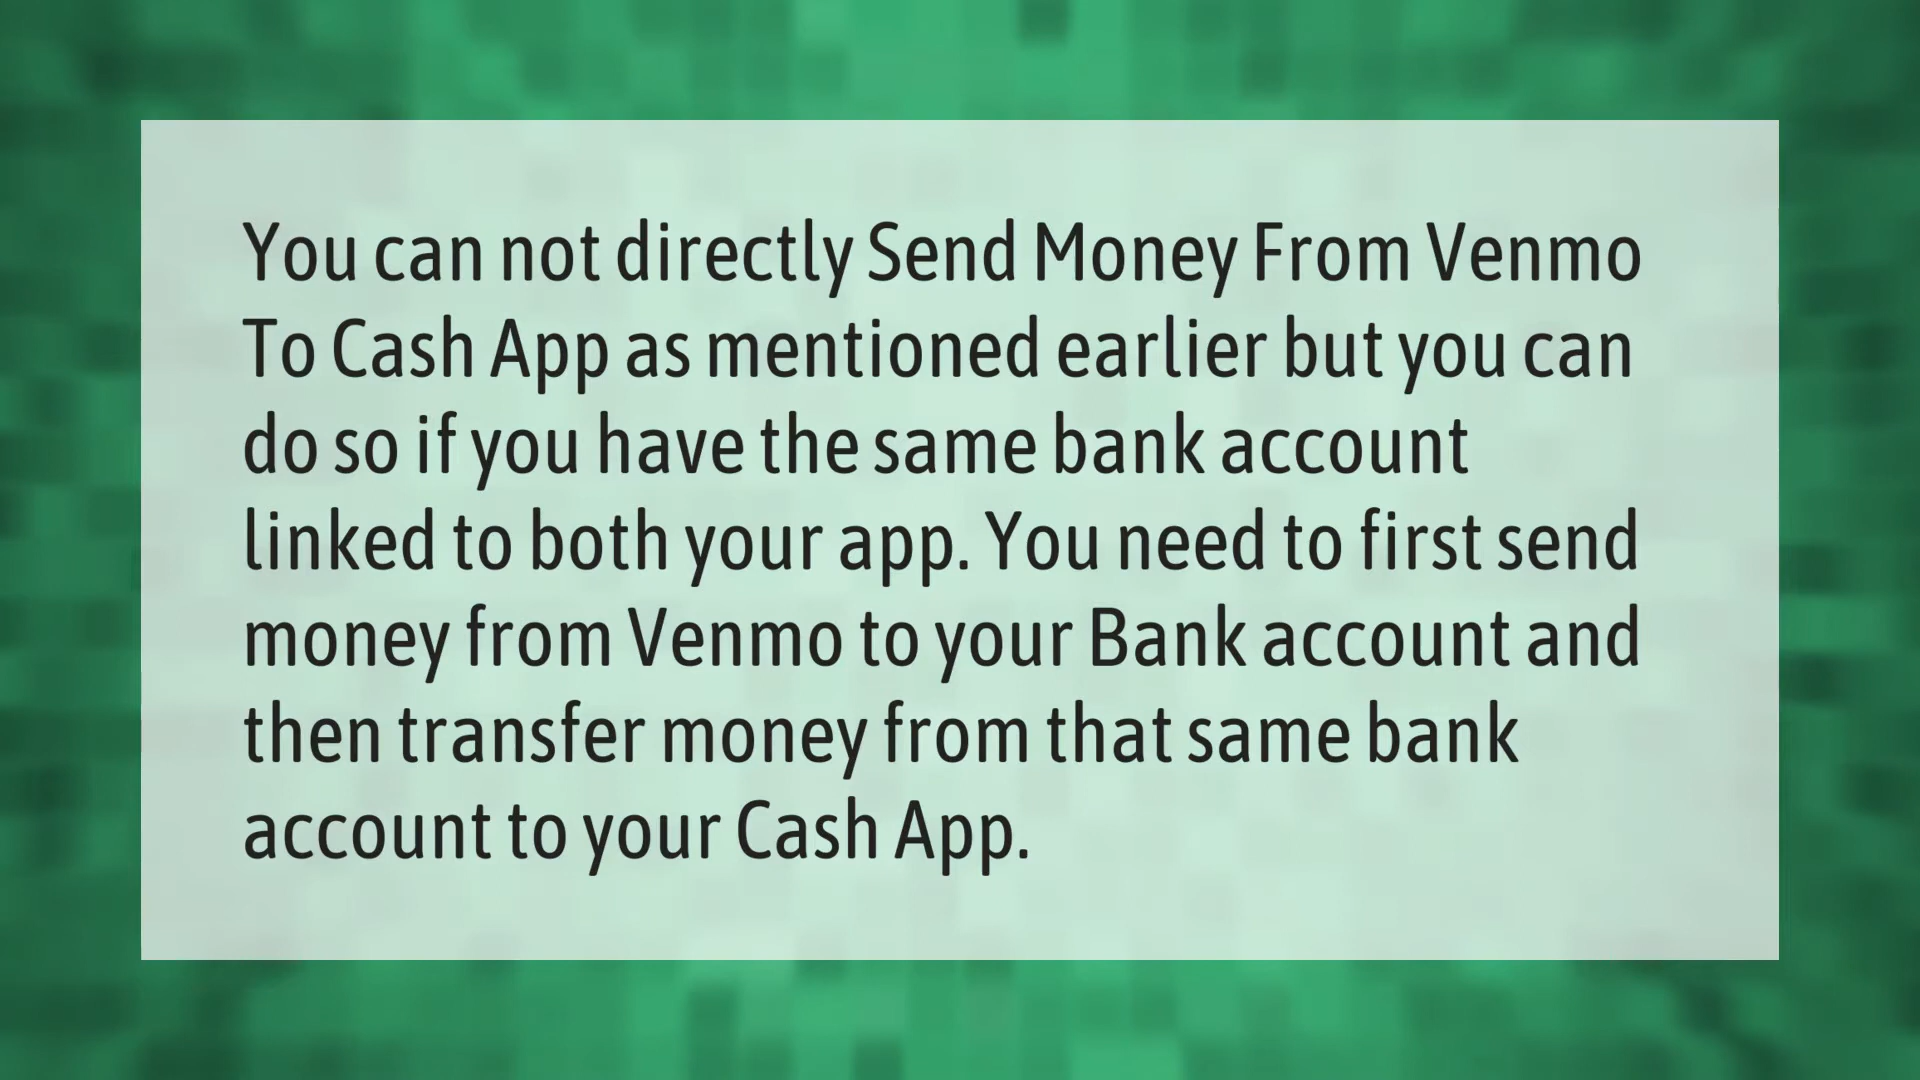 You can not directly Send Money From Venmo
To Cash App as mentioned earlier but you can
do so if you have the same bank account
linked to both your app. You need to first send
money from Venmo to your Bank account and
then transfer money from that same bank
account to your Cash App.